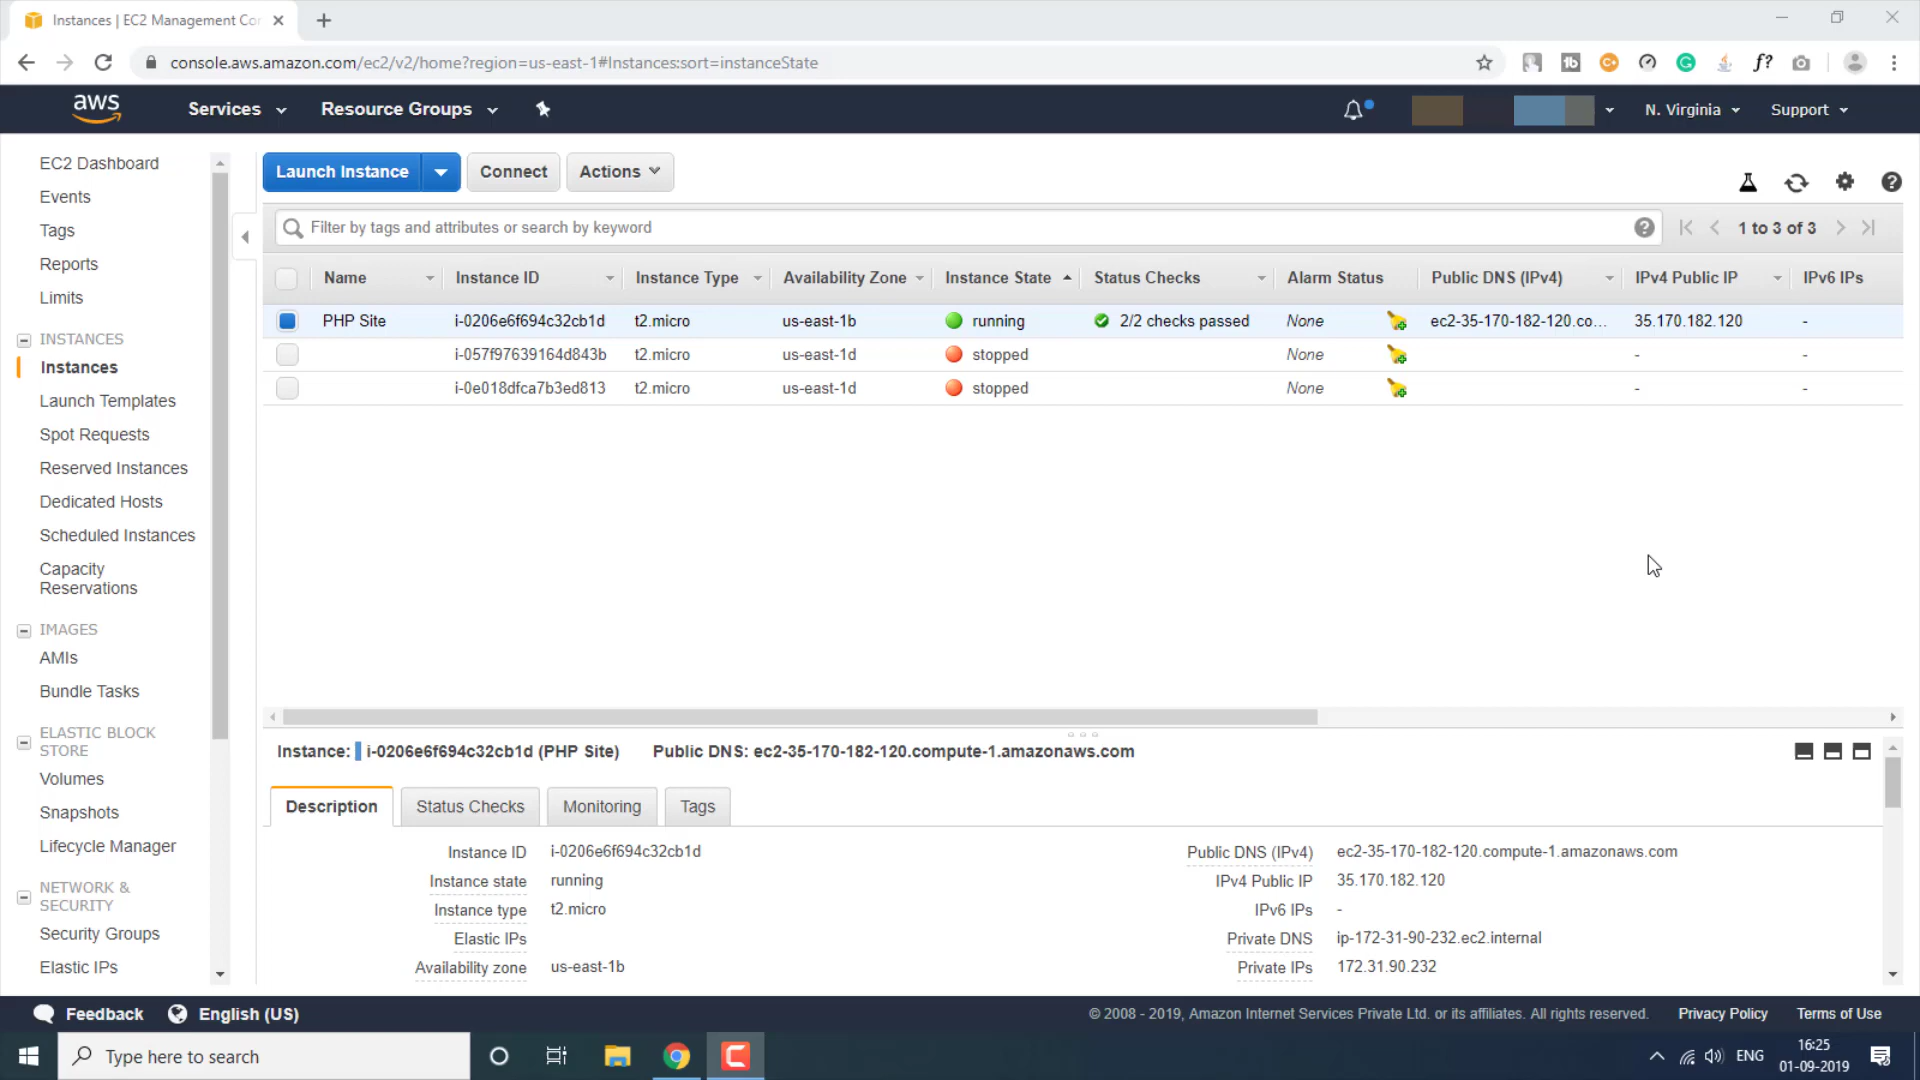 Instances | EC2 Management Co
console.aws.amazon.com/ec2/v2/home?region=us-east-1#Instances:sort=instanceState
aws
Services
Resource Groups
N. Virginia
Support
EC2 Dashboard
Events
Tags
Reports
Limits
INSTANCES
Instances
Launch Templates
Spot Requests
Reserved Instances
Dedicated Hosts
Scheduled Instances
Capacity
Reservations
IMAGES
AMIs
Bundle Tasks
ELASTIC BLOCK
STORE
Volumes
Snapshots
Lifecycle Manager
NETWORK &
SECURITY
Security Groups
Elastic IPs
Launch Instance
Connect
Actions
Filter by tags and attributes or search by keyword
1 to 3 of 3
Name Instance ID Instance Type Availability Zone Instance State Status Checks Alarm Status Public DNS (IPv4) IPv4 Public IP IPv6 IPs
PHP Site i-0206e6f694c32cb1d t2.micro us-east-1b running 2/2 checks passed None ec2-35-170-182-120.co... 35.170.182.120 -
i-057f97639164d843b t2.micro us-east-1d stopped None - -
i-0e018dfca7b3ed813 t2.micro us-east-1d stopped None - -
Instance: i-0206e6f694c32cb1d (PHP Site) Public DNS: ec2-35-170-182-120.compute-1.amazonaws.com
Description
Status Checks
Monitoring
Tags
Instance ID i-0206e6f694c32cb1d
Instance state running
Instance type t2.micro
Elastic IPs
Availability zone us-east-1b
Public DNS (IPv4) ec2-35-170-182-120.compute-1.amazonaws.com
IPv4 Public IP 35.170.182.120
IPv6 IPs -
Private DNS ip-172-31-90-232.ec2.internal
Private IPs 172.31.90.232
Feedback
English (US)
© 2008 - 2019, Amazon Internet Services Private Ltd. or its affiliates. All rights reserved.
Privacy Policy
Terms of Use
Type here to search
ENG
16:25
01-09-2019